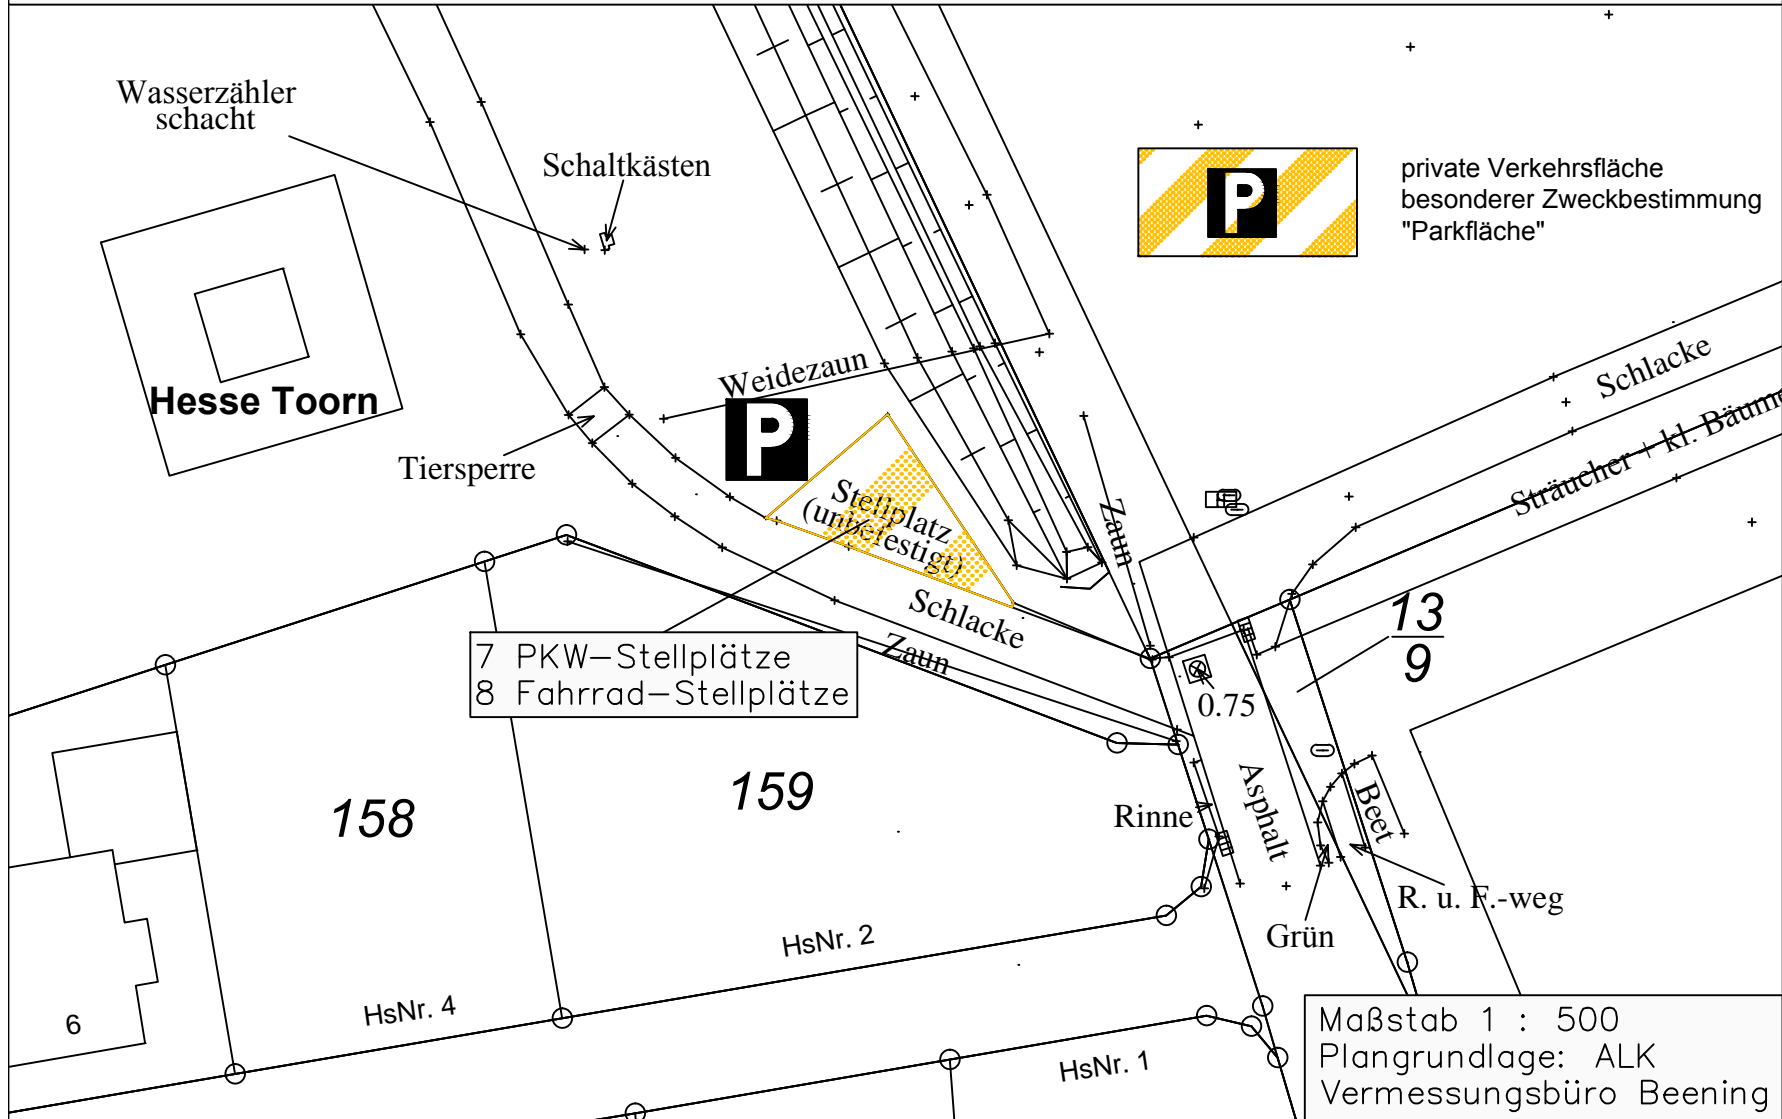 Wasserzähler
schacht
Schaltkästen
P
private Verkehrsfläche
besonderer Zweckbestimmung
"Parkfläche"
Hesse Toorn
Weidezaun
P
Tiersperre
Stellplatz
(unbefestigt)
Zaun
Schlacke
Sträucher + kl. Bäume
Schlacke
Zaun
7 PKW-Stellplätze
8 Fahrrad-Stellplätze
13
9
0.75
158
159
Rinne
Asphalt
Beet
R. u. F.-weg
Grün
HsNr. 2
HsNr. 4
6
HsNr. 1
Maßstab 1 : 500
Plangrundlage: ALK
Vermessungsbüro Beening